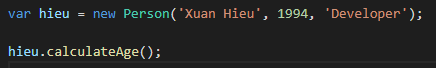 var hieu = new Person('Xuan Hieu', 1994, 'Developer');
hieu.calculateAge();